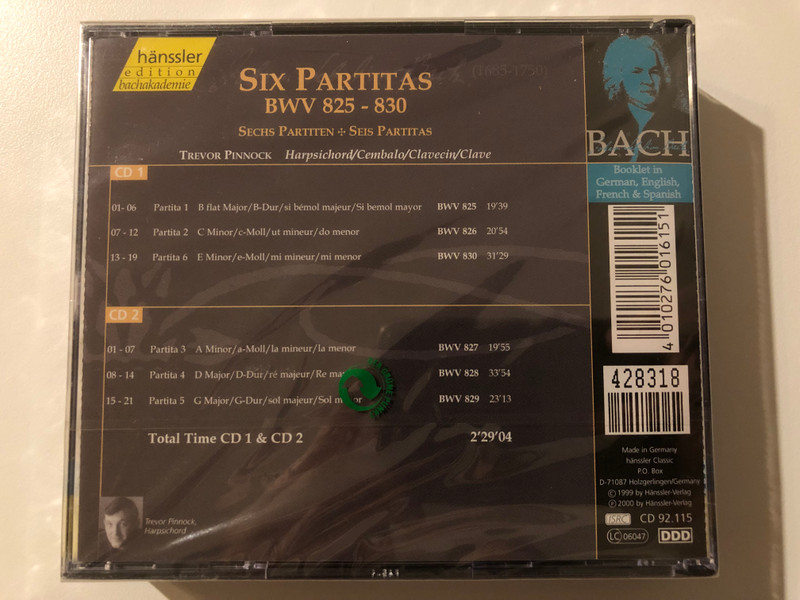 hänssler
edition
bachakademie
(1685-1750)
SIX PARTITAS
BWV 825 - 830
SECHS PARTITEN ✢ SEIS PARTITAS
TREVOR PINNOCK Harpsichord/Cembalo/Clavecin/Clave
CD 1
01- 06 Partita 1 B flat Major/B-Dur/si bémol majeur/Si bemol mayor BWV 825 19'39
07 - 12 Partita 2 C Minor/c-Moll/ut mineur/do menor BWV 826 20'54
13 - 19 Partita 6 E Minor/e-Moll/mi mineur/mi menor BWV 830 31'29
CD 2
01 - 07 Partita 3 A Minor/a-Moll/la mineur/la menor BWV 827 19'55
08 - 14 Partita 4 D Major/D-Dur/ré majeur/Re BWV 828 33'54
15 - 21 Partita 5 G Major/G-Dur/sol majeur/Sol BWV 829 23'13
Total Time CD 1 & CD 2 2'29'04
Trevor Pinnock,
Harpsichord
BACH
Booklet in
German, English,
French & Spanish
4 010276 016151
428318
Made in Germany
hänssler Classic
P.O. Box
D-71087 Holzgerlingen/Germany
© 1999 by Hänssler-Verlag
℗ 2000 by Hänssler-Verlag
ISRC CD 92.115
LC 06047 DDD